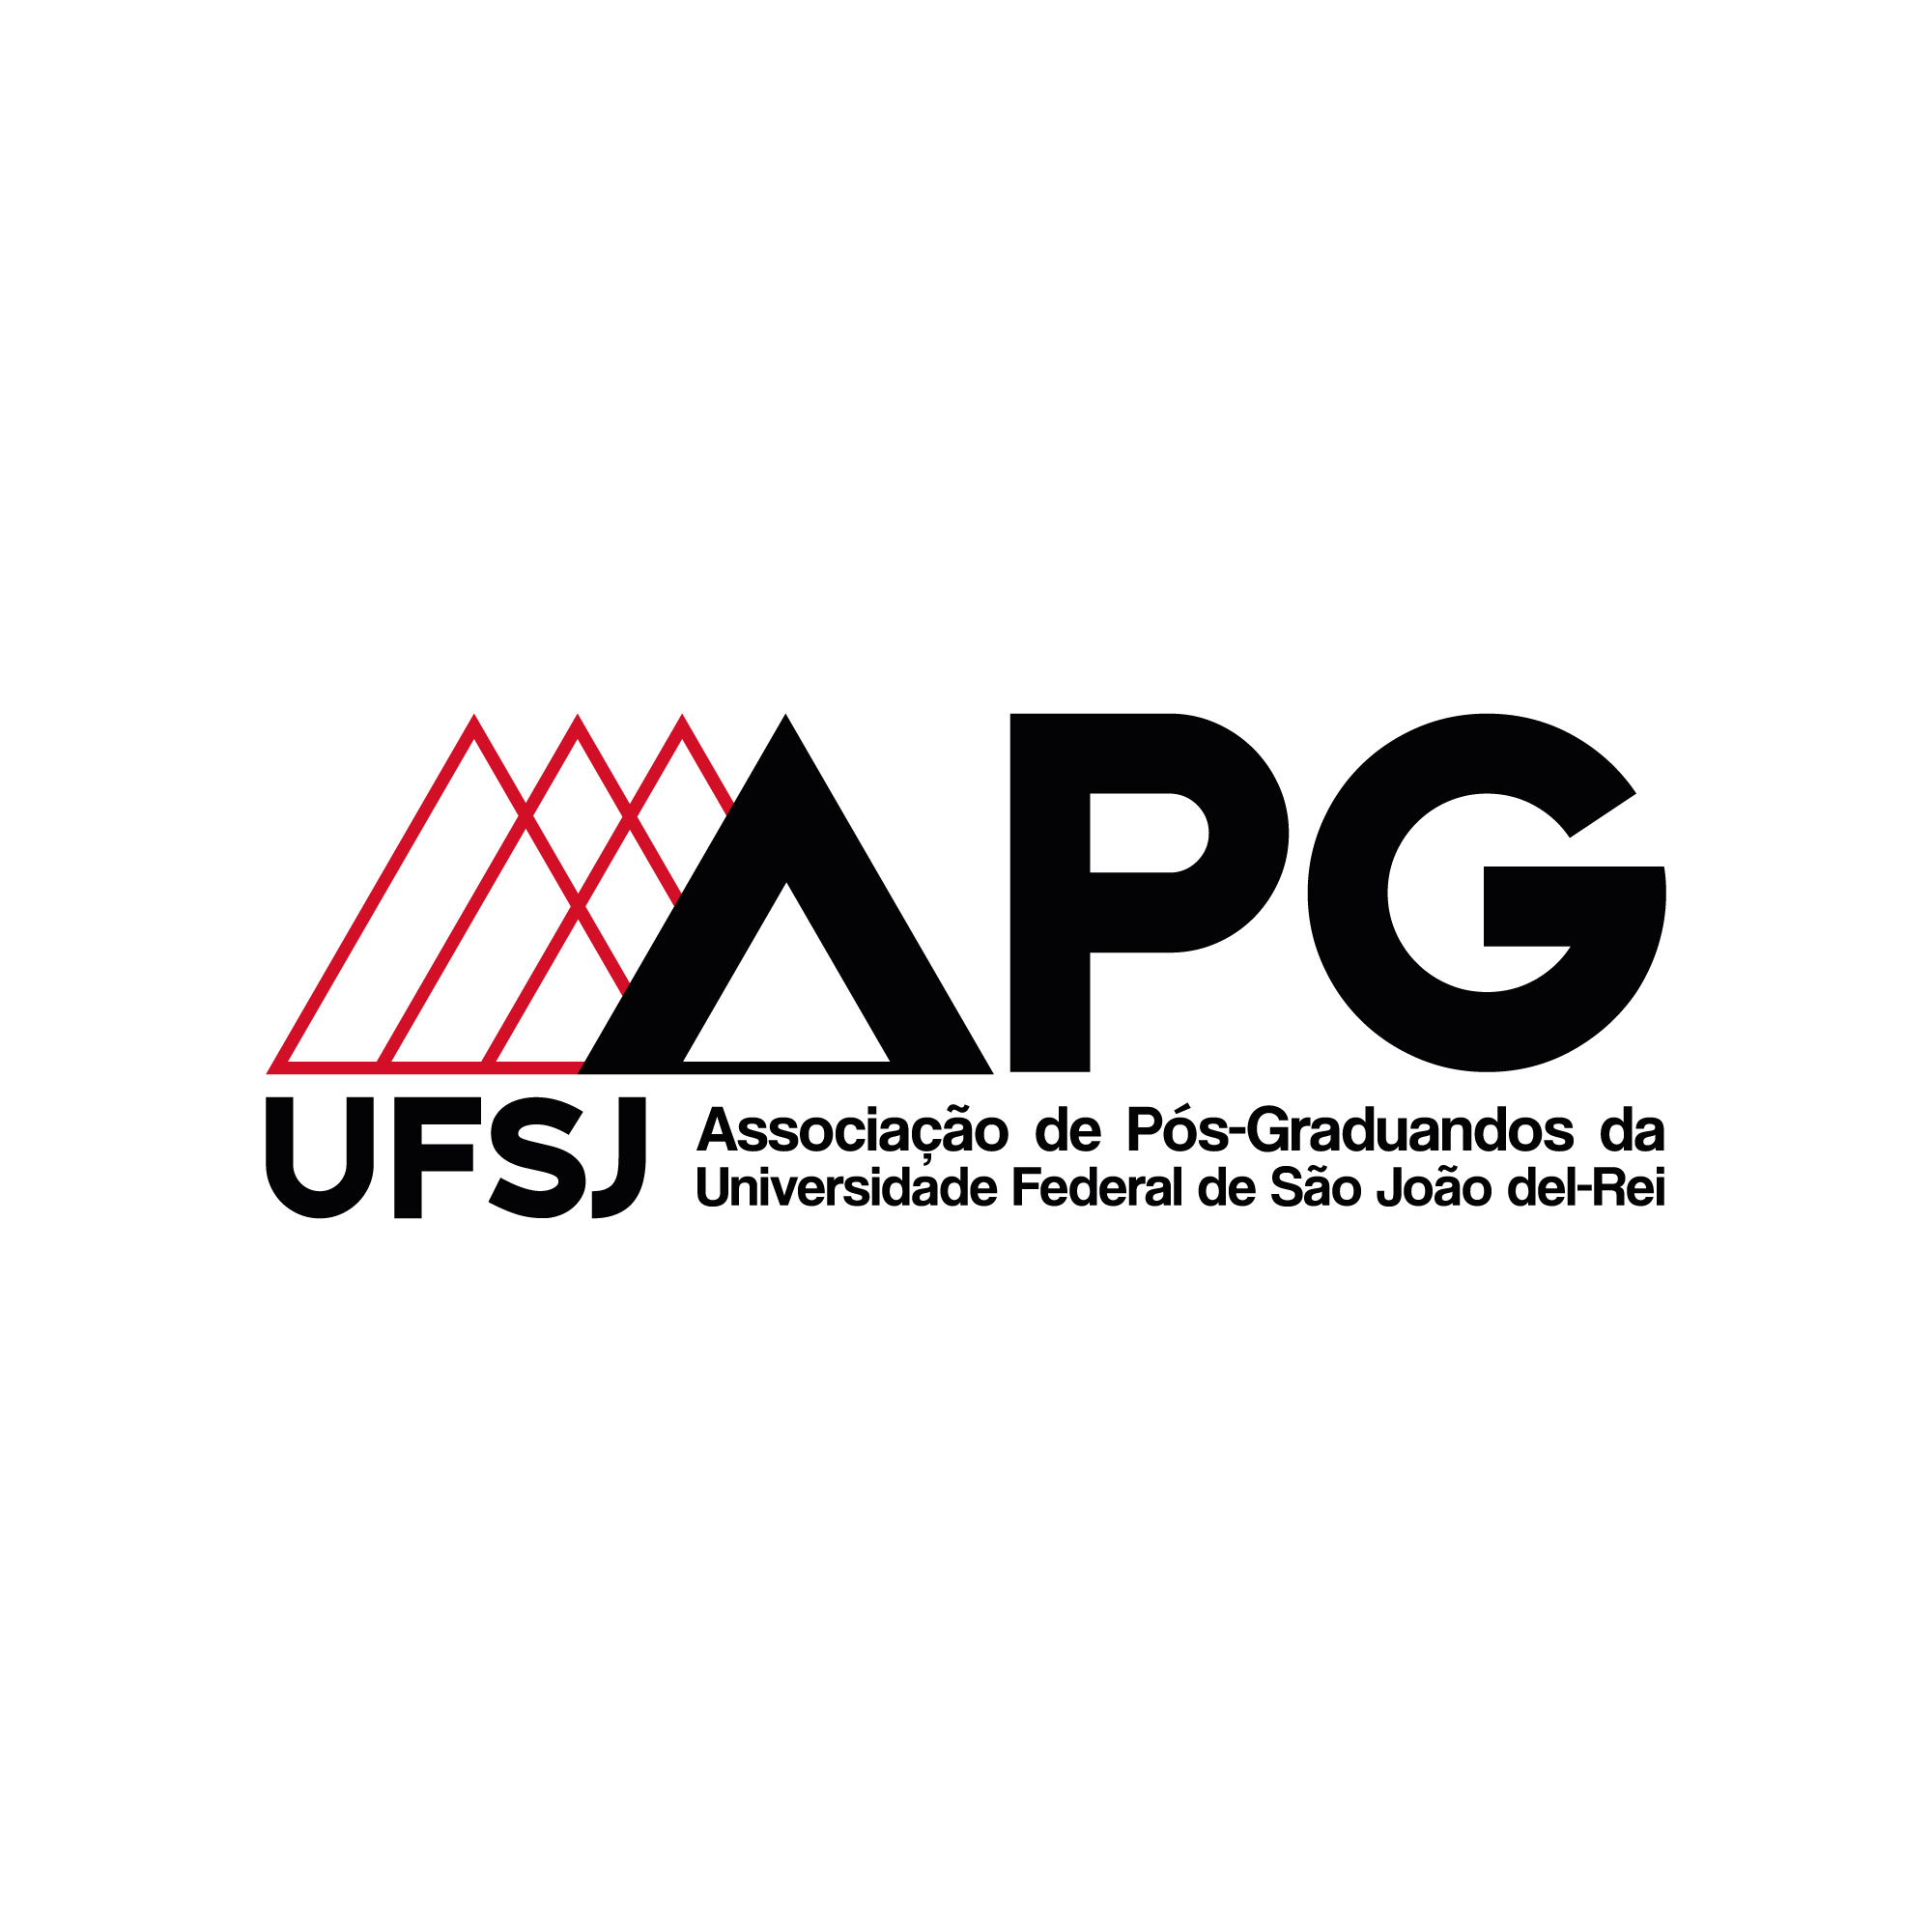 APG
UFSJ
Associação de Pós-Graduandos da
Universidade Federal de São João del-Rei